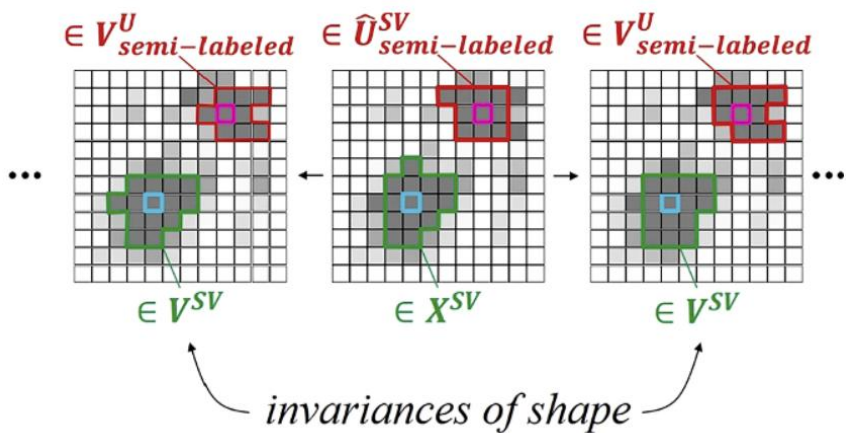 ∈ V^U_semi-labeled ∈ Û^SV_semi-labeled ∈ V^U_semi-labeled
... ...
∈ V^SV ∈ X^SV ∈ V^SV
invariances of shape